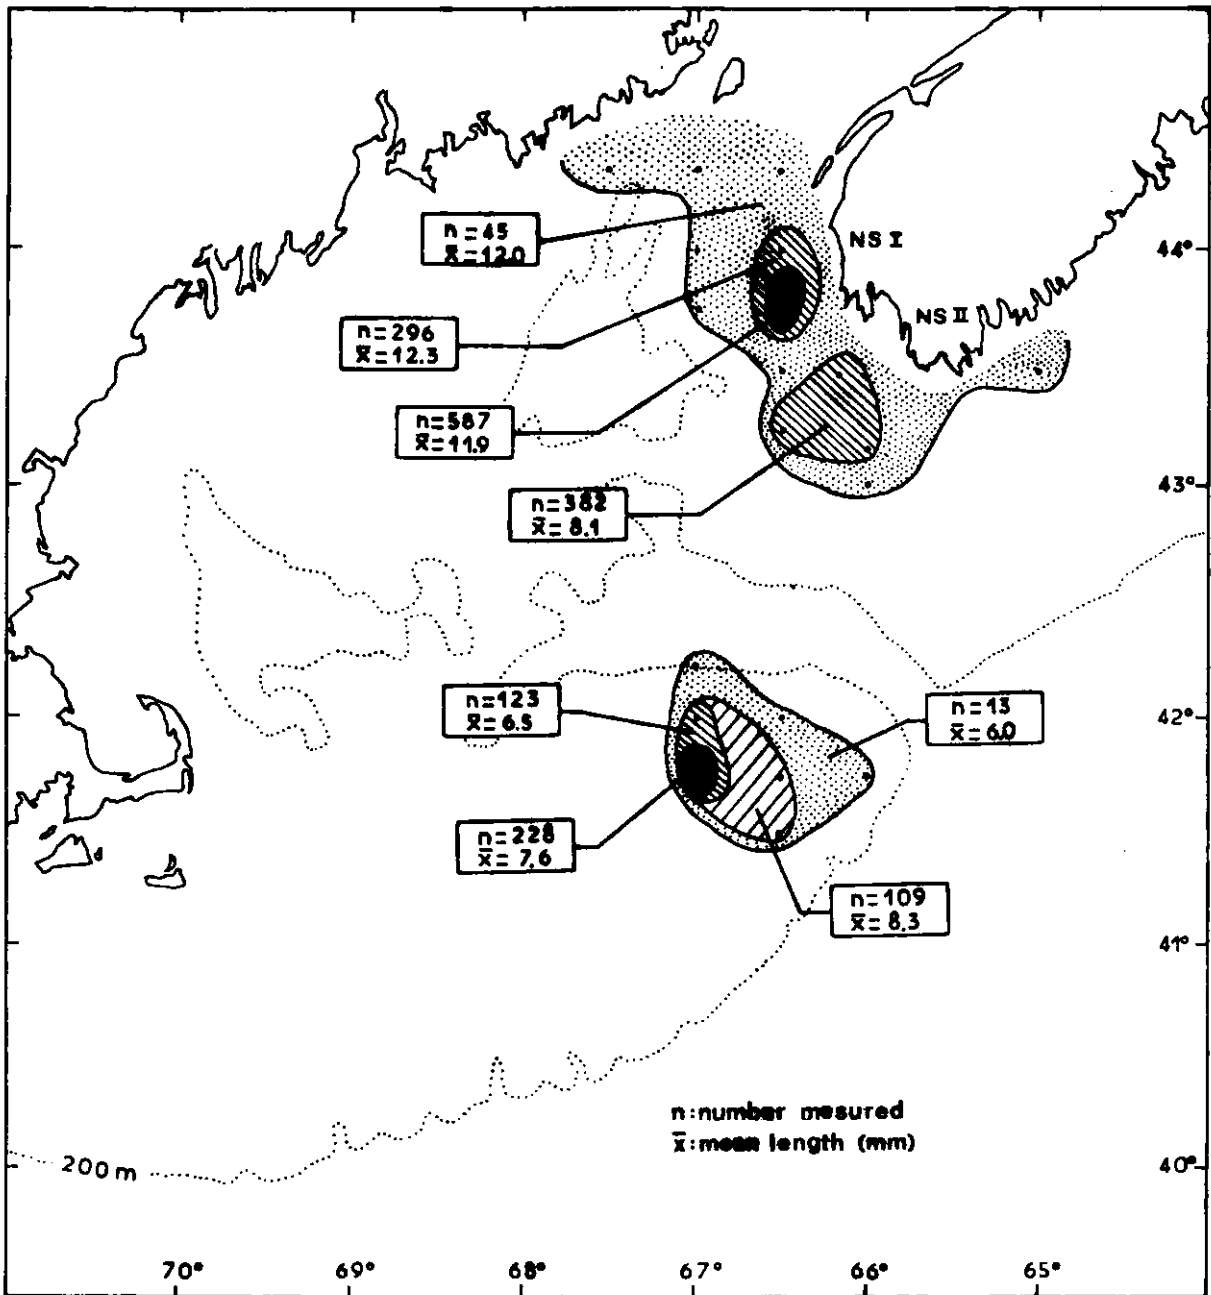 n=45
x̄=12.0
NS I
44°
n=296
x̄=12.3
NS II
n=587
x̄=11.9
n=382
x̄=8.1
43°
n=123
x̄=6.5
n=13
x̄=6.0
42°
n=228
x̄=7.6
n=109
x̄=8.3
41°
n:number mesured
x̄:mean length (mm)
200m
40°
70° 69° 68° 67° 66° 65°